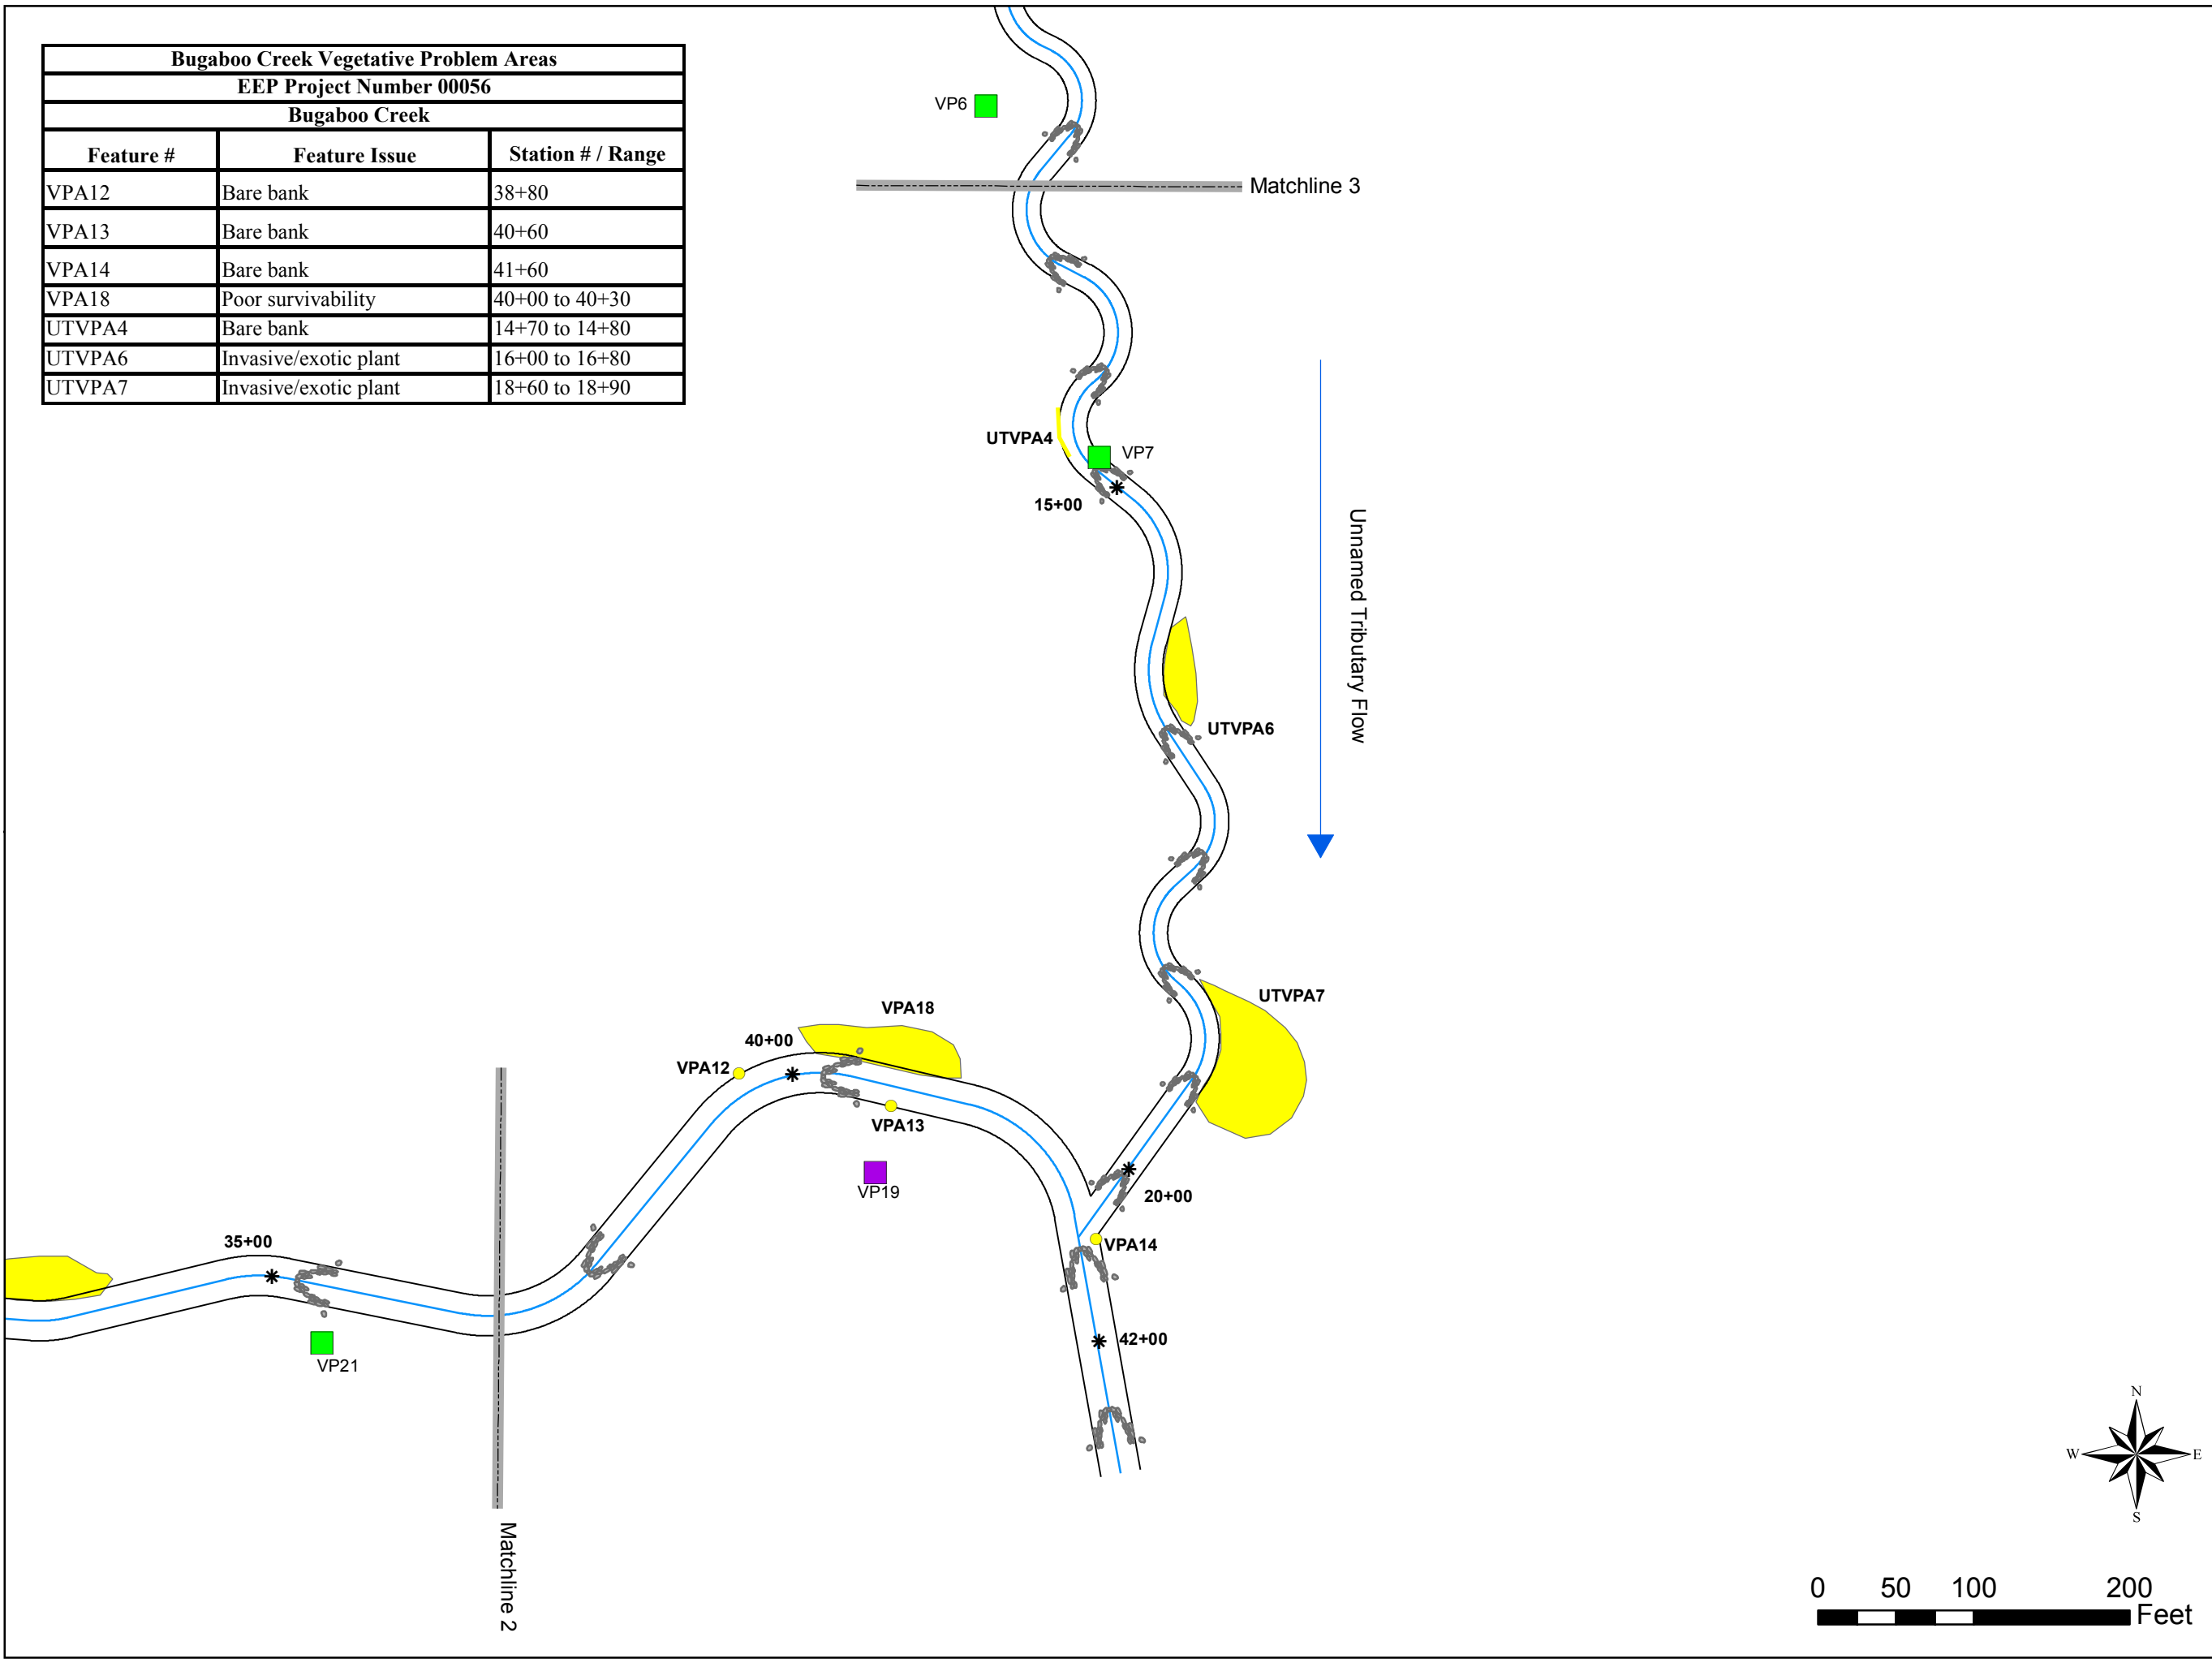 Bugaboo Creek Vegetative Problem Areas
EEP Project Number 00056
Bugaboo Creek
Feature # Feature Issue Station # / Range
VPA12 Bare bank 38+80
VPA13 Bare bank 40+60
VPA14 Bare bank 41+60
VPA18 Poor survivability 40+00 to 40+30
UTVPA4 Bare bank 14+70 to 14+80
UTVPA6 Invasive/exotic plant 16+00 to 16+80
UTVPA7 Invasive/exotic plant 18+60 to 18+90
VP6
Matchline 3
UTVPA4
VP7
15+00
Unnamed Tributary Flow
UTVPA6
UTVPA7
VPA18
40+00
VPA12
VPA13
VP19
20+00
VPA14
35+00
42+00
VP21
Matchline 2
N
W E
S
0 50 100 200
Feet